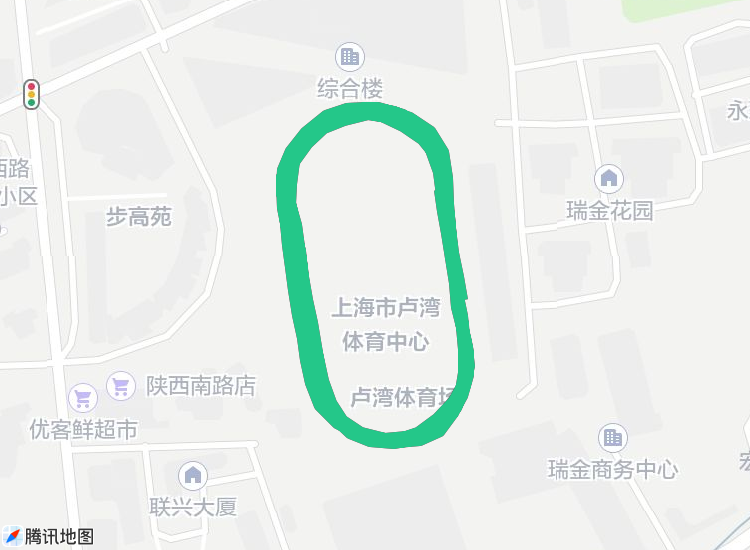 综合楼
西路
小区
步高苑
瑞金花园
永
上海市卢湾
体育中心
陕西南路店
卢湾体育场
优客鲜超市
瑞金商务中心
联兴大厦
腾讯地图